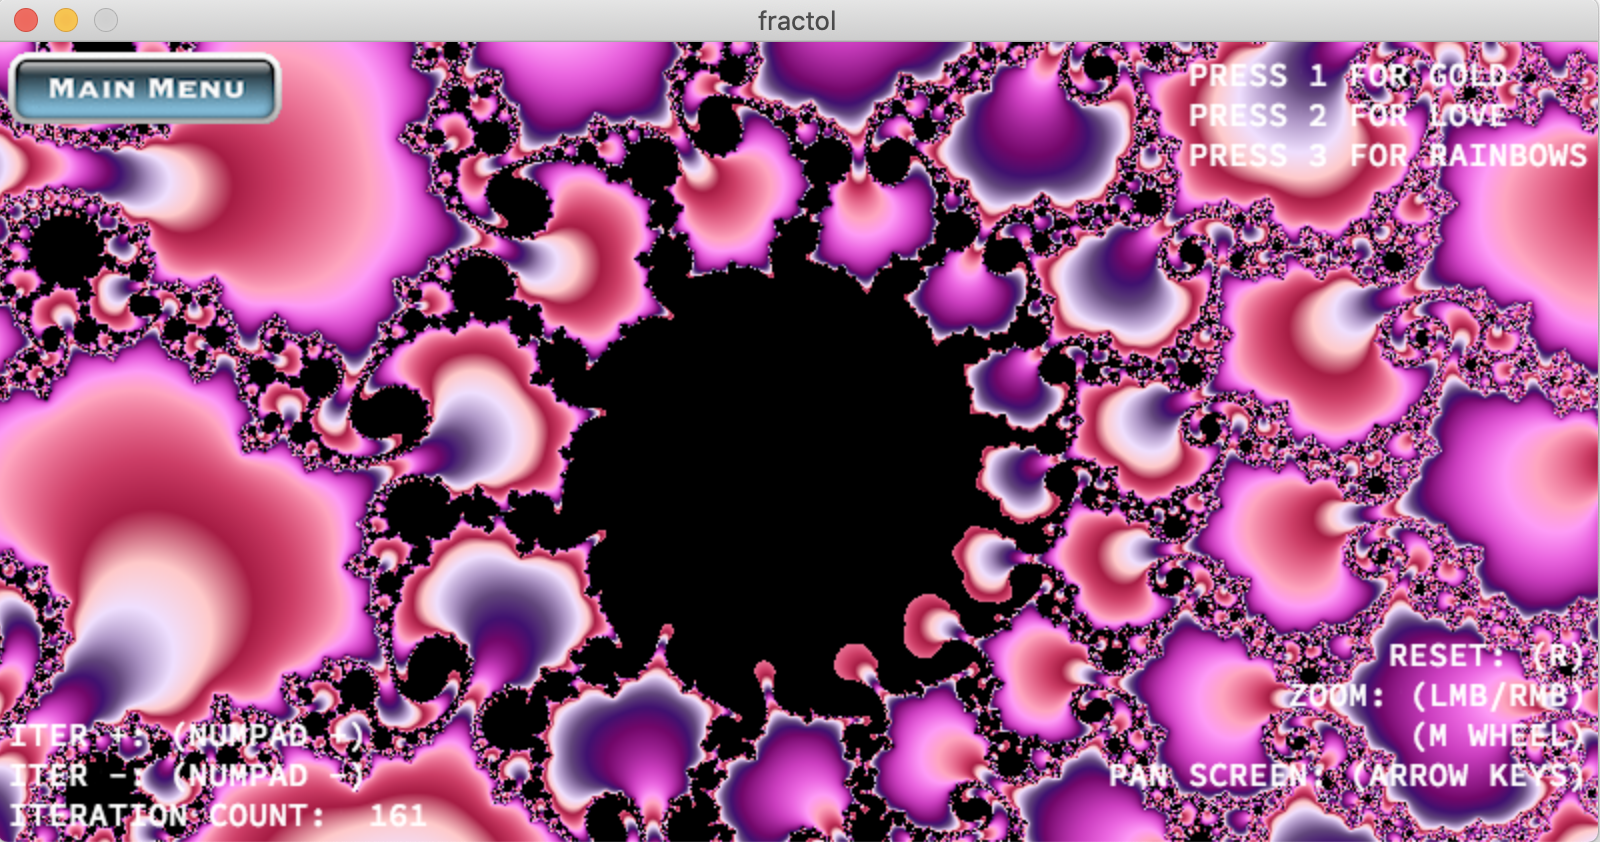 fractol
MAIN MENU
PRESS 1 FOR GOLD
PRESS 2 FOR LOVE
PRESS 3 FOR RAINBOWS
RESET: (R)
ZOOM: (LMB/RMB)
(M WHEEL)
PAN SCREEN: (ARROW KEYS)
ITER +: (NUMPAD +)
ITER -: (NUMPAD -)
ITERATION COUNT: 161